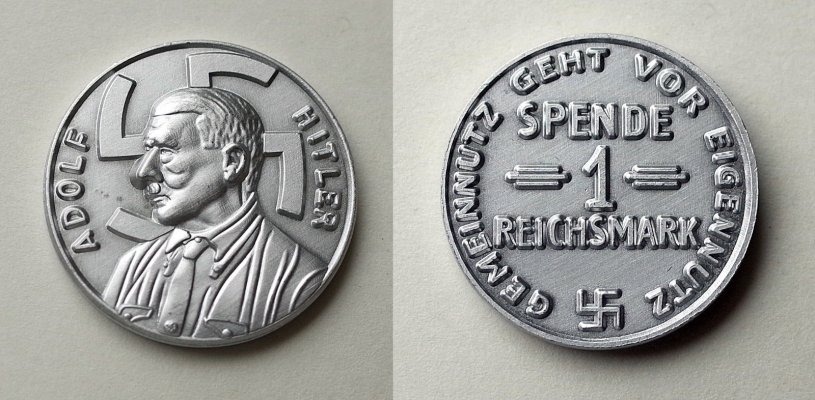 ADOLF HITLER
GEMEINNUTZ GEHT VOR EIGENNUTZ
SPENDE
1
REICHSMARK